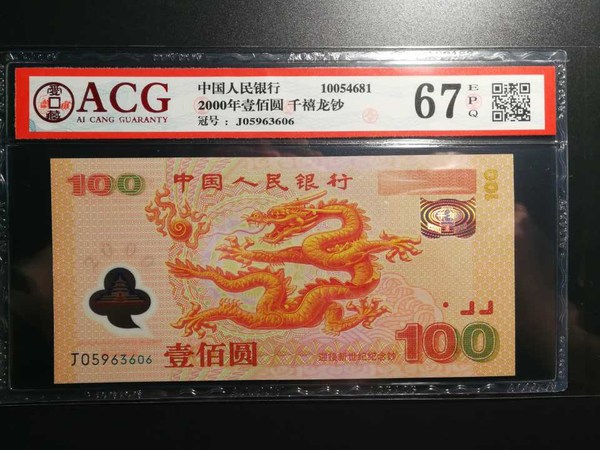 ACG
AI CANG GUARANTY
中国人民银行 10054681
2000年壹佰圆 千禧龙钞
冠号：J05963606
67 EPQ
100 中国人民银行 100
2000
J05963606
壹佰圆
迎接新世纪纪念钞
100